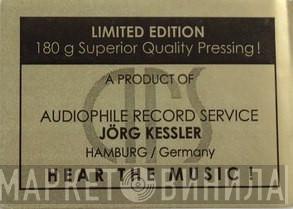 LIMITED EDITION
180 g Superior Quality Pressing!
A PRODUCT OF
AUDIOPHILE RECORD SERVICE
JÖRG KESSLER
HAMBURG / Germany
HEAR THE MUSIC!
МАРКЕТ ВИНИЛА